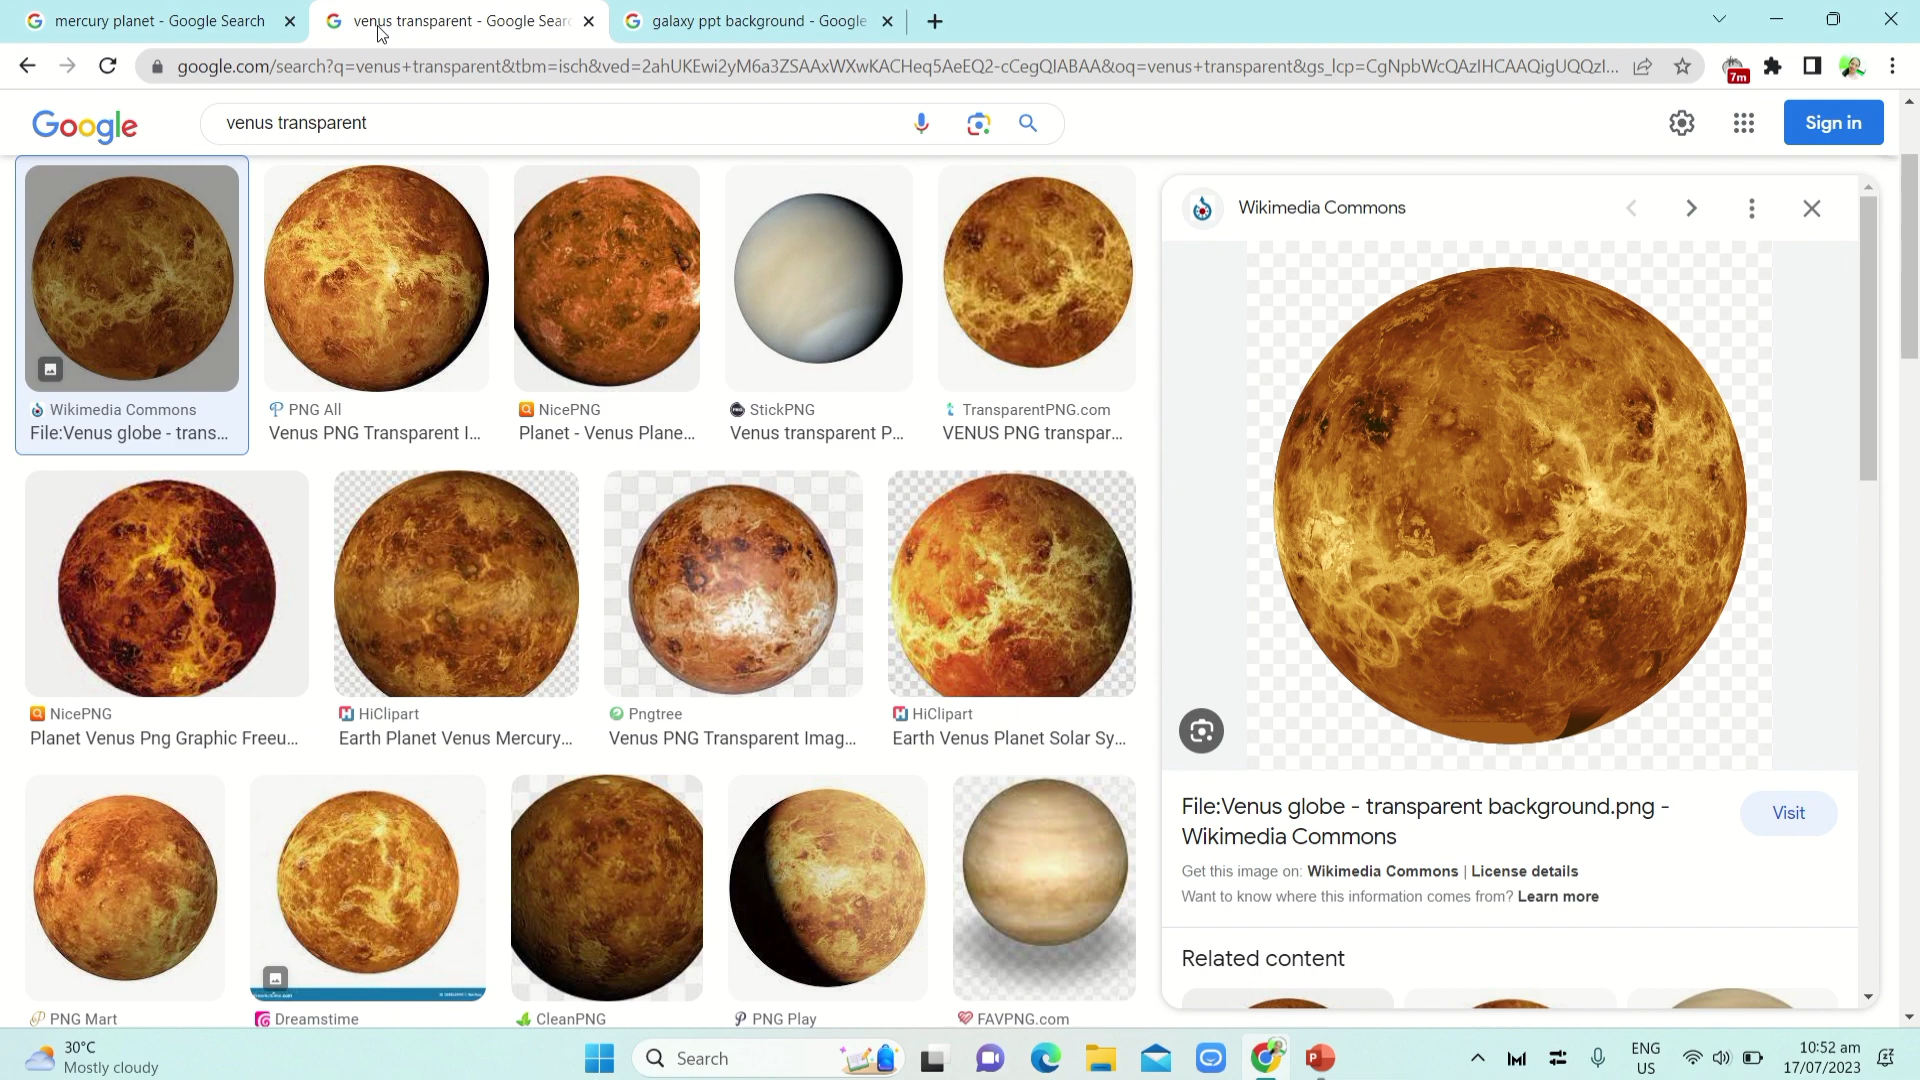 mercury planet - Google Search
venus transparent - Google Searc
galaxy ppt background - Google
google.com/search?q=venus+transparent&tbm=isch&ved=2ahUKEwi2yM6a3ZSAAxWXwKACHeq5AeEQ2-cCegQIABAA&oq=venus+transparent&gs_lcp=CgNpbWcQAzIHCAAQigUQQzI...
7m
Google
venus transparent
Sign in
Wikimedia Commons
Wikimedia Commons
PNG All
NicePNG
StickPNG
TransparentPNG.com
File:Venus globe - trans...
Venus PNG Transparent I...
Planet - Venus Plane...
Venus transparent P...
VENUS PNG transpar...
NicePNG
HiClipart
Pngtree
HiClipart
Planet Venus Png Graphic Freeu...
Earth Planet Venus Mercury...
Venus PNG Transparent Imag...
Earth Venus Planet Solar Sy...
File:Venus globe - transparent background.png -
Wikimedia Commons
Visit
Get this image on: Wikimedia Commons | License details
Want to know where this information comes from? Learn more
Related content
PNG Mart
Dreamstime
CleanPNG
PNG Play
FAVPNG.com
30°C
Mostly cloudy
Search
ENG
US
10:52 am
17/07/2023